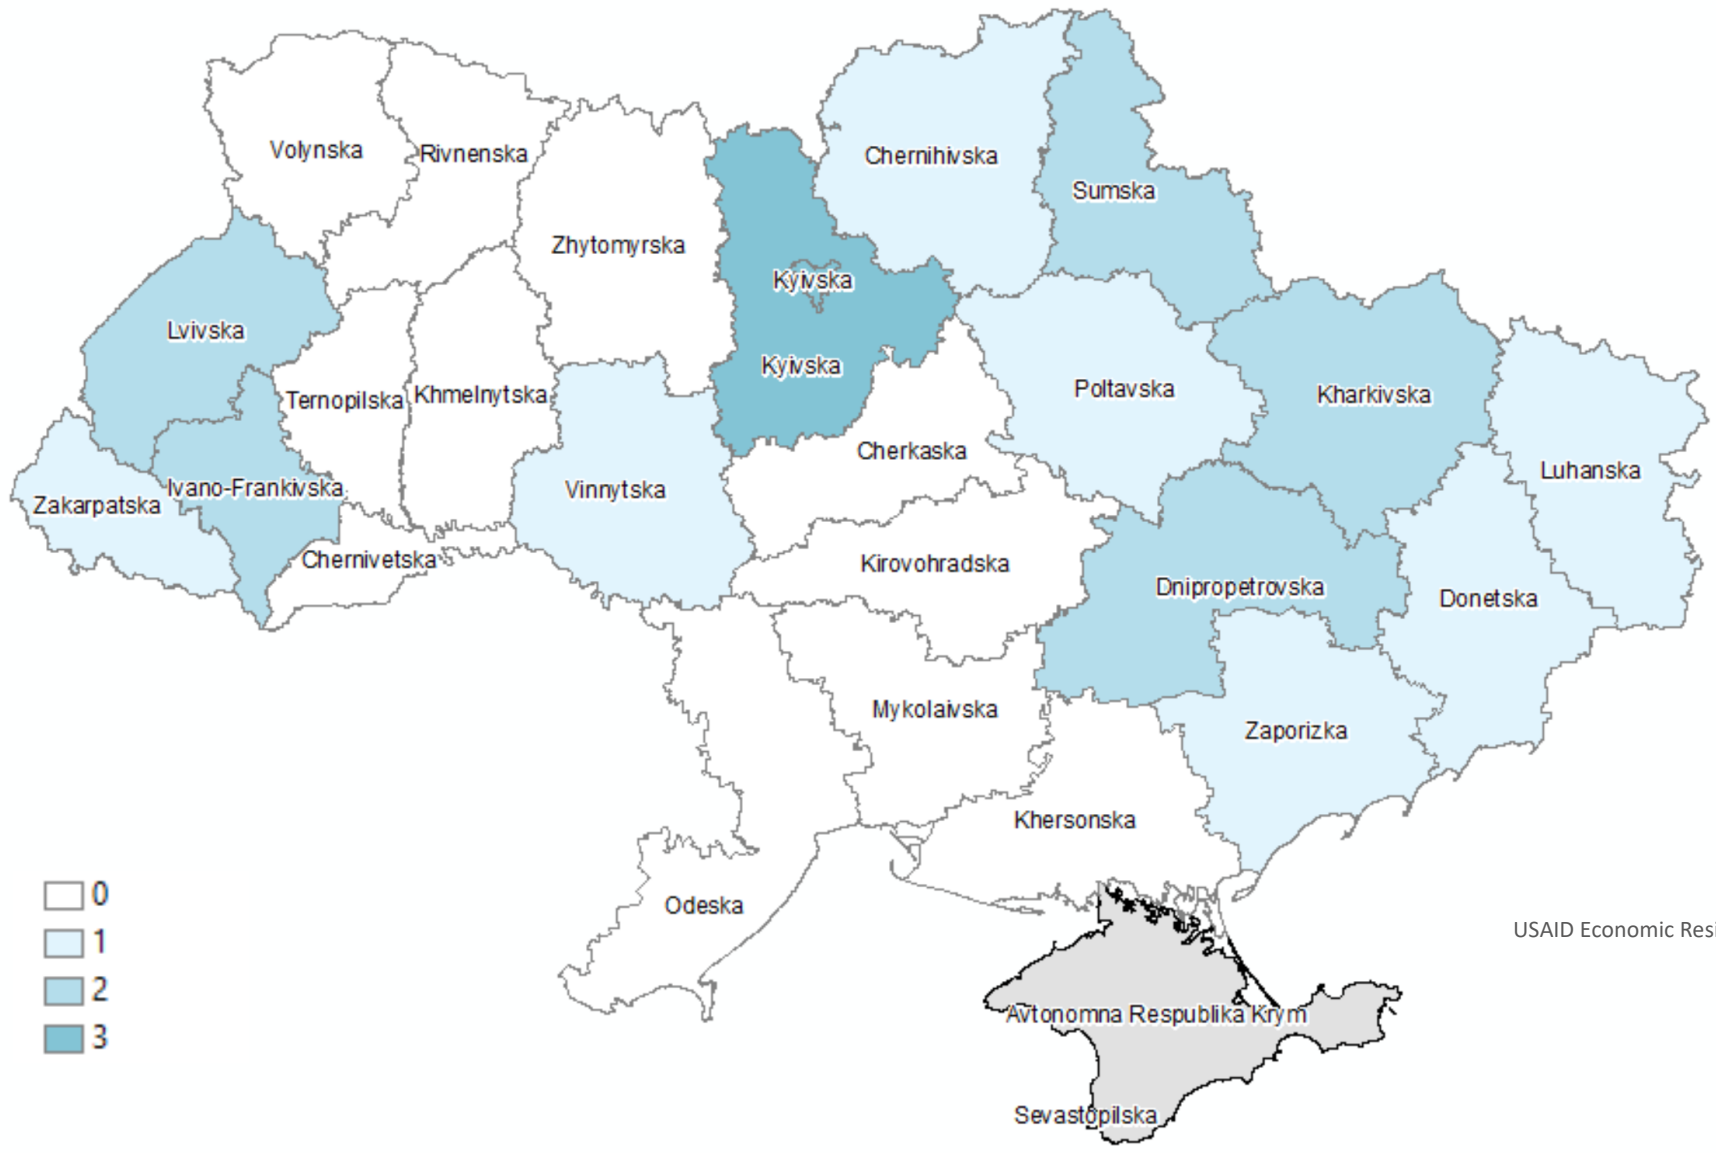 Volynska
Rivnenska
Chernihivska
Sumska
Zhytomyrska
Kyivska
Lvivska
Kyivska
Ternopilska
Khmelnytska
Poltavska
Kharkivska
Cherkaska
Luhanska
Zakarpatska
Ivano-Frankivska
Vinnytska
Chernivetska
Kirovohradska
Dnipropetrovska
Donetska
Mykolaivska
Zaporizka
Khersonska
Odeska
0
1
2
3
USAID Economic Resi
Avtonomna Respublika Krym
Sevastopilska